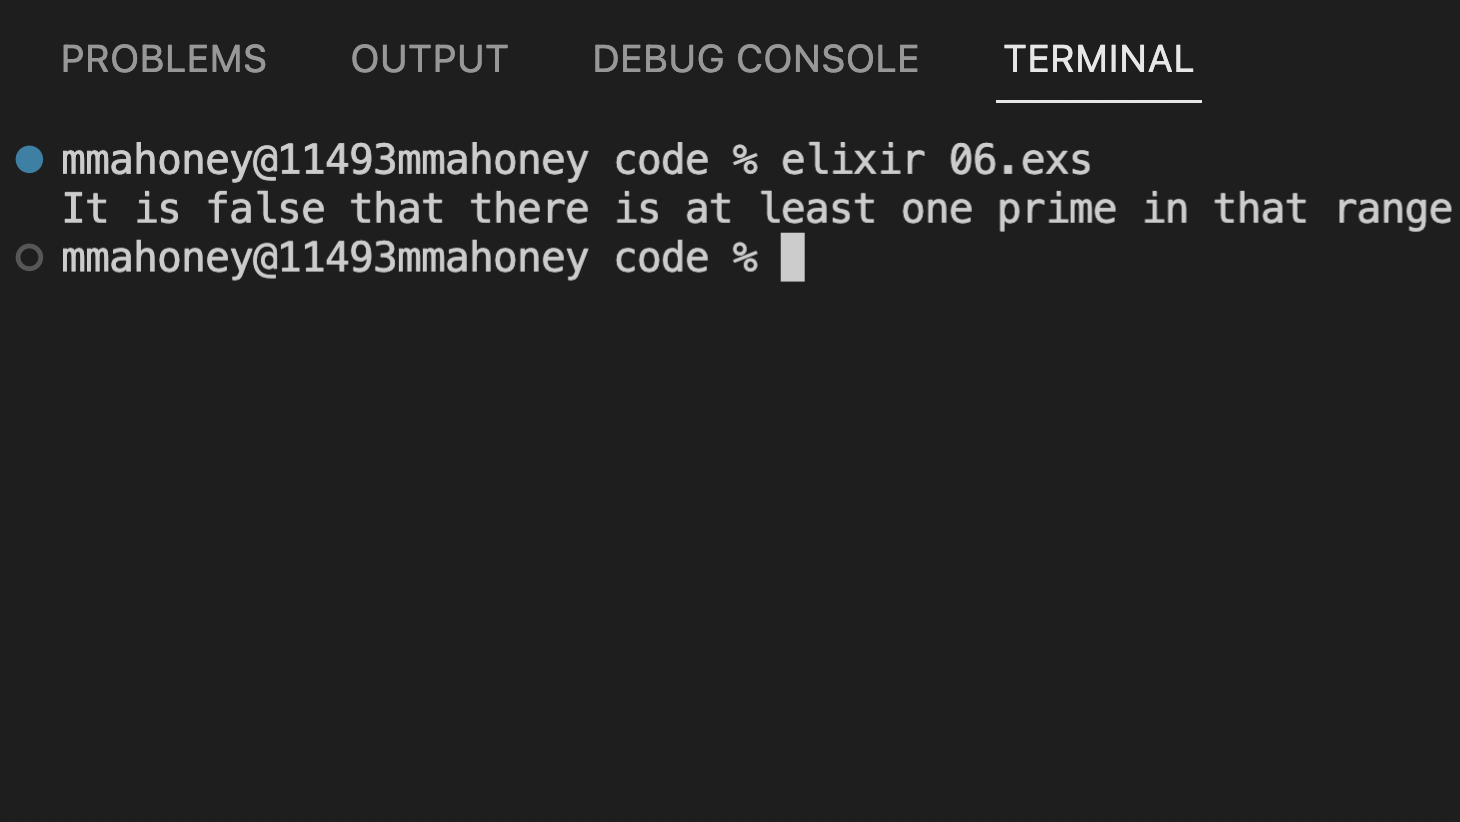 PROBLEMS OUTPUT DEBUG CONSOLE TERMINAL
mmahoney@11493mmahoney code % elixir 06.exs
It is false that there is at least one prime in that range
mmahoney@11493mmahoney code %